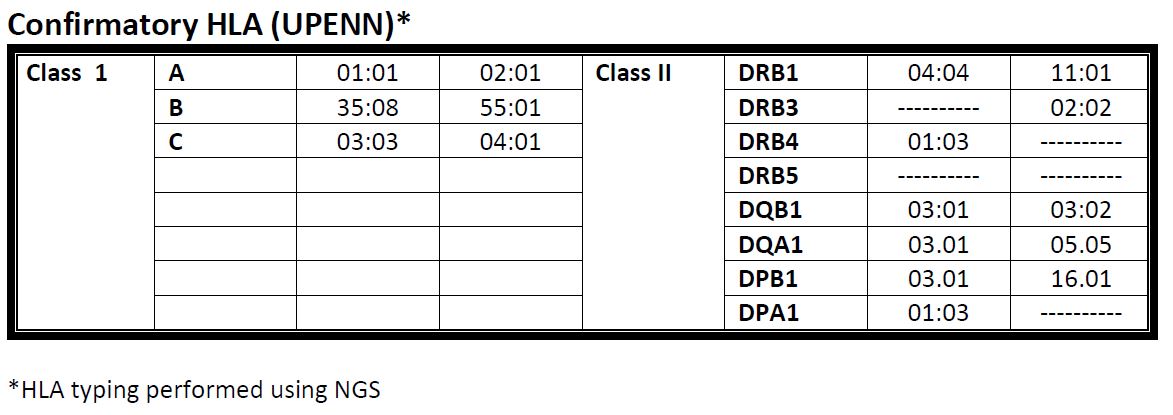 Confirmatory HLA (UPENN)*
Class 1 A 01:01 02:01 Class II DRB1 04:04 11:01
B 35:08 55:01 DRB3 ---------- 02:02
C 03:03 04:01 DRB4 01:03 ----------
DRB5 ---------- ----------
DQB1 03:01 03:02
DQA1 03.01 05.05
DPB1 03.01 16.01
DPA1 01:03 ----------
*HLA typing performed using NGS